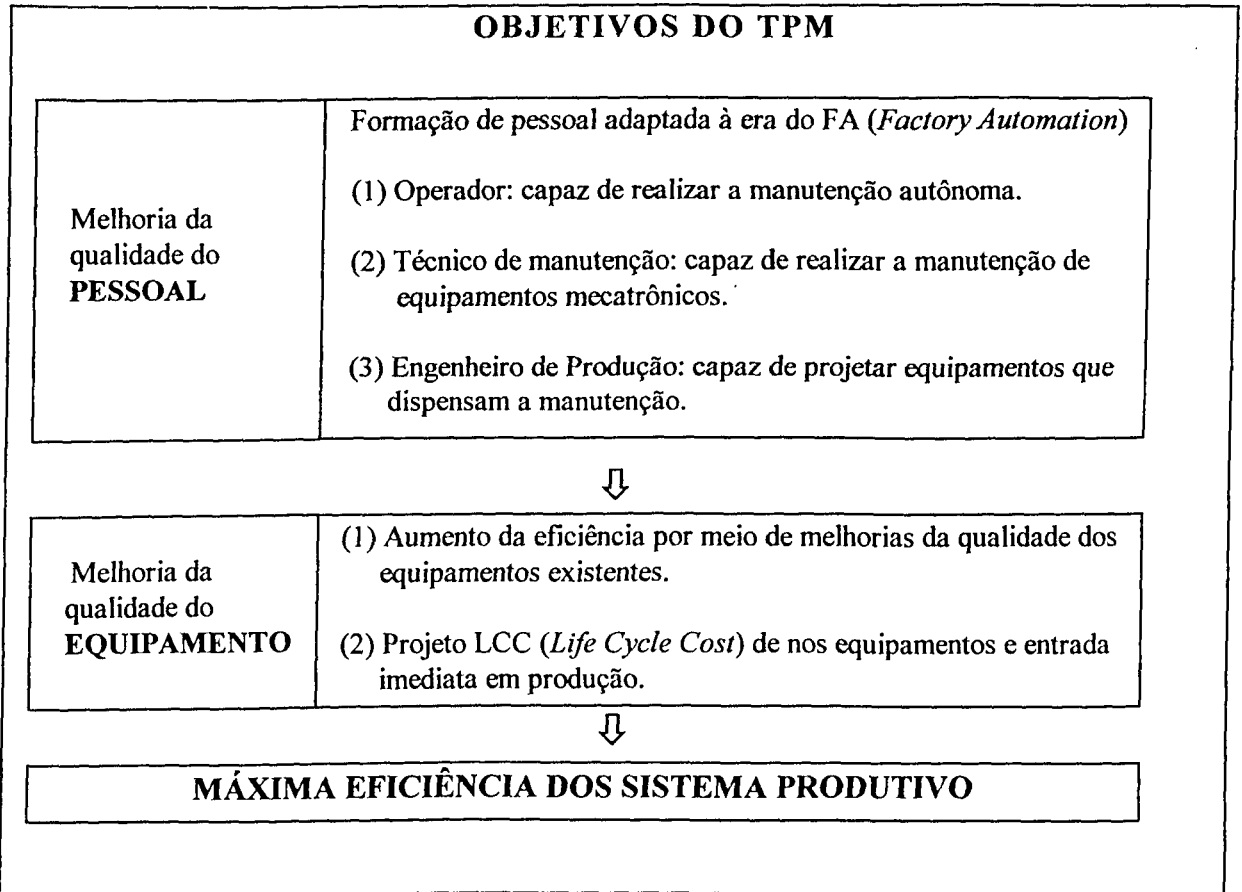 OBJETIVOS DO TPM
Melhoria da
qualidade do
PESSOAL
Formação de pessoal adaptada à era do FA (Factory Automation)
(1) Operador: capaz de realizar a manutenção autônoma.
(2) Técnico de manutenção: capaz de realizar a manutenção de
equipamentos mecatrônicos.
(3) Engenheiro de Produção: capaz de projetar equipamentos que
dispensam a manutenção.
Melhoria da
qualidade do
EQUIPAMENTO
(1) Aumento da eficiência por meio de melhorias da qualidade dos
equipamentos existentes.
(2) Projeto LCC (Life Cycle Cost) de nos equipamentos e entrada
imediata em produção.
MÁXIMA EFICIÊNCIA DOS SISTEMA PRODUTIVO